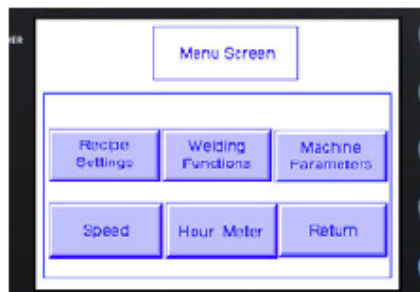 Menu Screen
Recipe Settings
Welding Functions
Machine Parameters
Speed
Hour Meter
Return